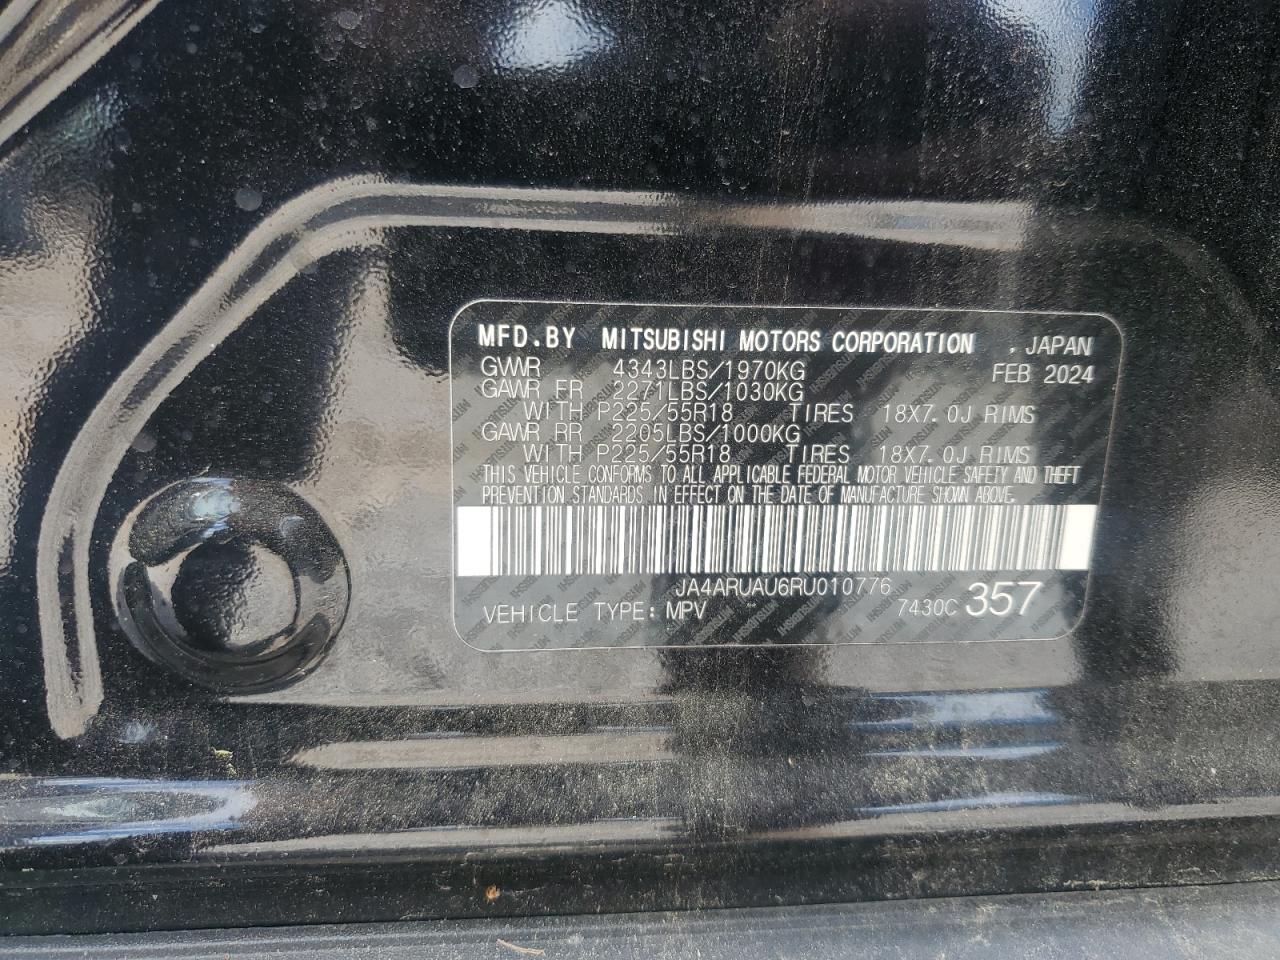 MFD.BY MITSUBISHI MOTORS CORPORATION , JAPAN
GVWR 4343LBS/1970KG FEB 2024
GAWR FR 2271LBS/1030KG
WITH P225/55R18 TIRES 18X7.0J RIMS
GAWR RR 2205LBS/1000KG
WITH P225/55R18 TIRES 18X7.0J RIMS
THIS VEHICLE CONFORMS TO ALL APPLICABLE FEDERAL MOTOR VEHICLE SAFETY AND THEFT
PREVENTION STANDARDS IN EFFECT ON THE DATE OF MANUFACTURE SHOWN ABOVE.
JA4ARUAU6RU010776
VEHICLE TYPE: MPV 7430C 357